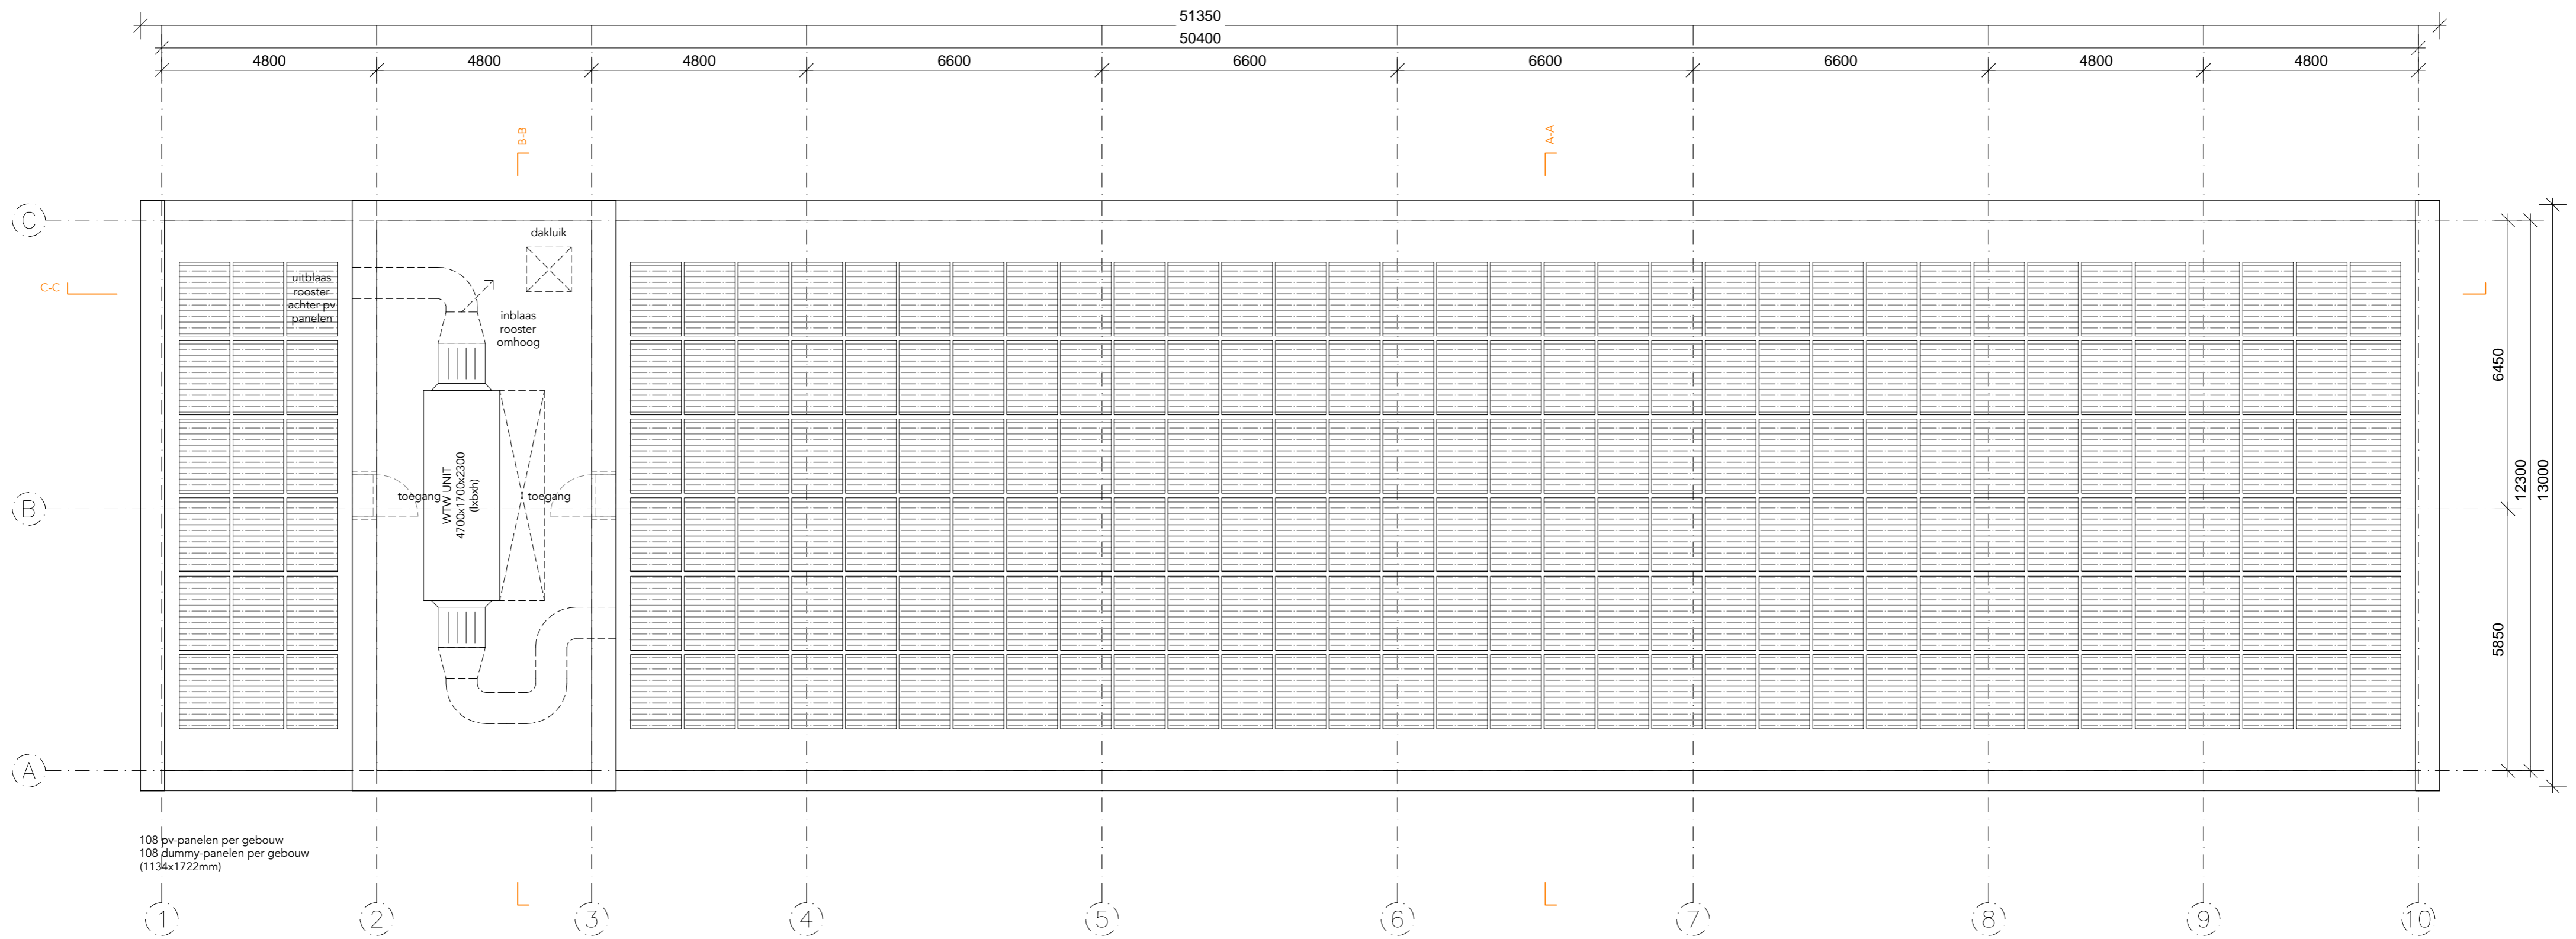 51350
50400
4800
4800
4800
6600
6600
6600
6600
4800
4800
B-B
A-A
C
dakluik
uitblaas
rooster
achter pv
panelen
C-C
inblaas
rooster
omhoog
6450
12300
13000
toegang
WTW UNIT
4700x1700x2300
(lxbxh)
toegang
B
5850
A
108 pv-panelen per gebouw
108 dummy-panelen per gebouw
(1134x1722mm)
1
2
3
4
5
6
7
8
9
10